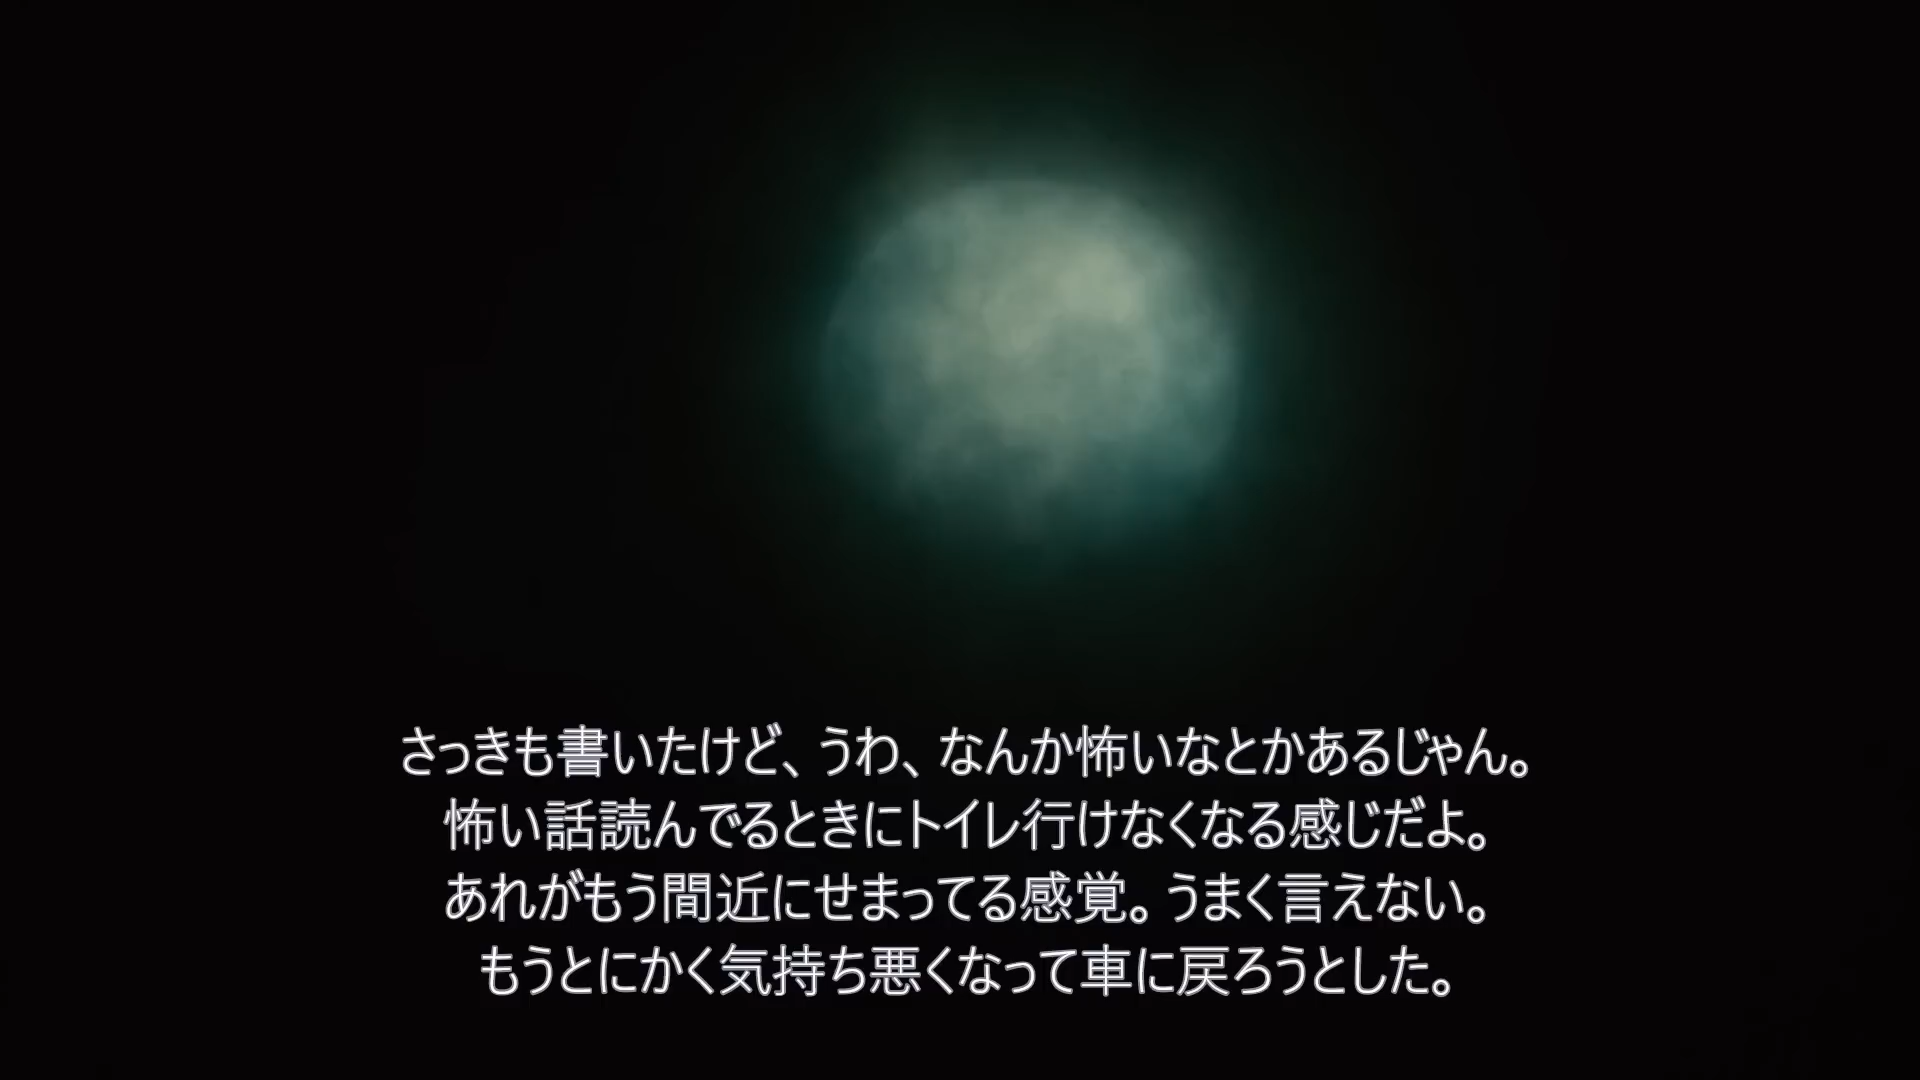 さっきも書いたけど、うわ、なんか怖いなとかあるじゃん。
怖い話読んでるときにトイレ行けなくなる感じだよ。
あれがもう間近にせまってる感覚。うまく言えない。
もうとにかく気持ち悪くなって車に戻ろうとした。